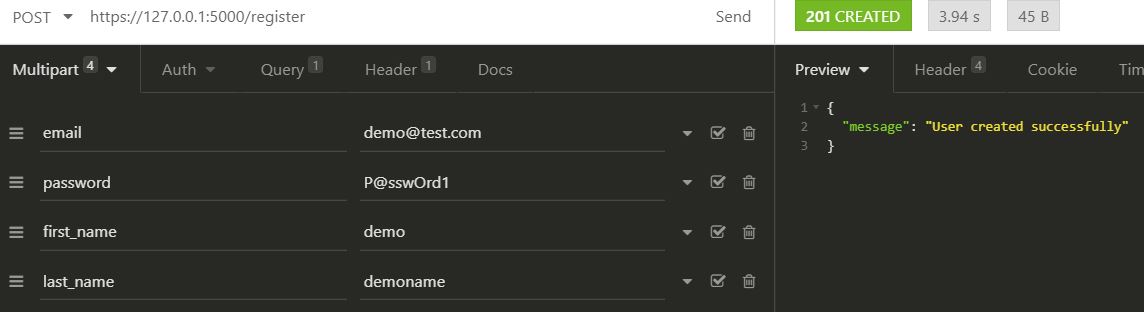 POST https://127.0.0.1:5000/register Send 201 CREATED 3.94 s 45 B
Multipart 4 Auth Query 1 Header 1 Docs Preview Header 4 Cookie Tim
email demo@test.com
password P@sswOrd1
first_name demo
last_name demoname
1 {
2 "message": "User created successfully"
3 }